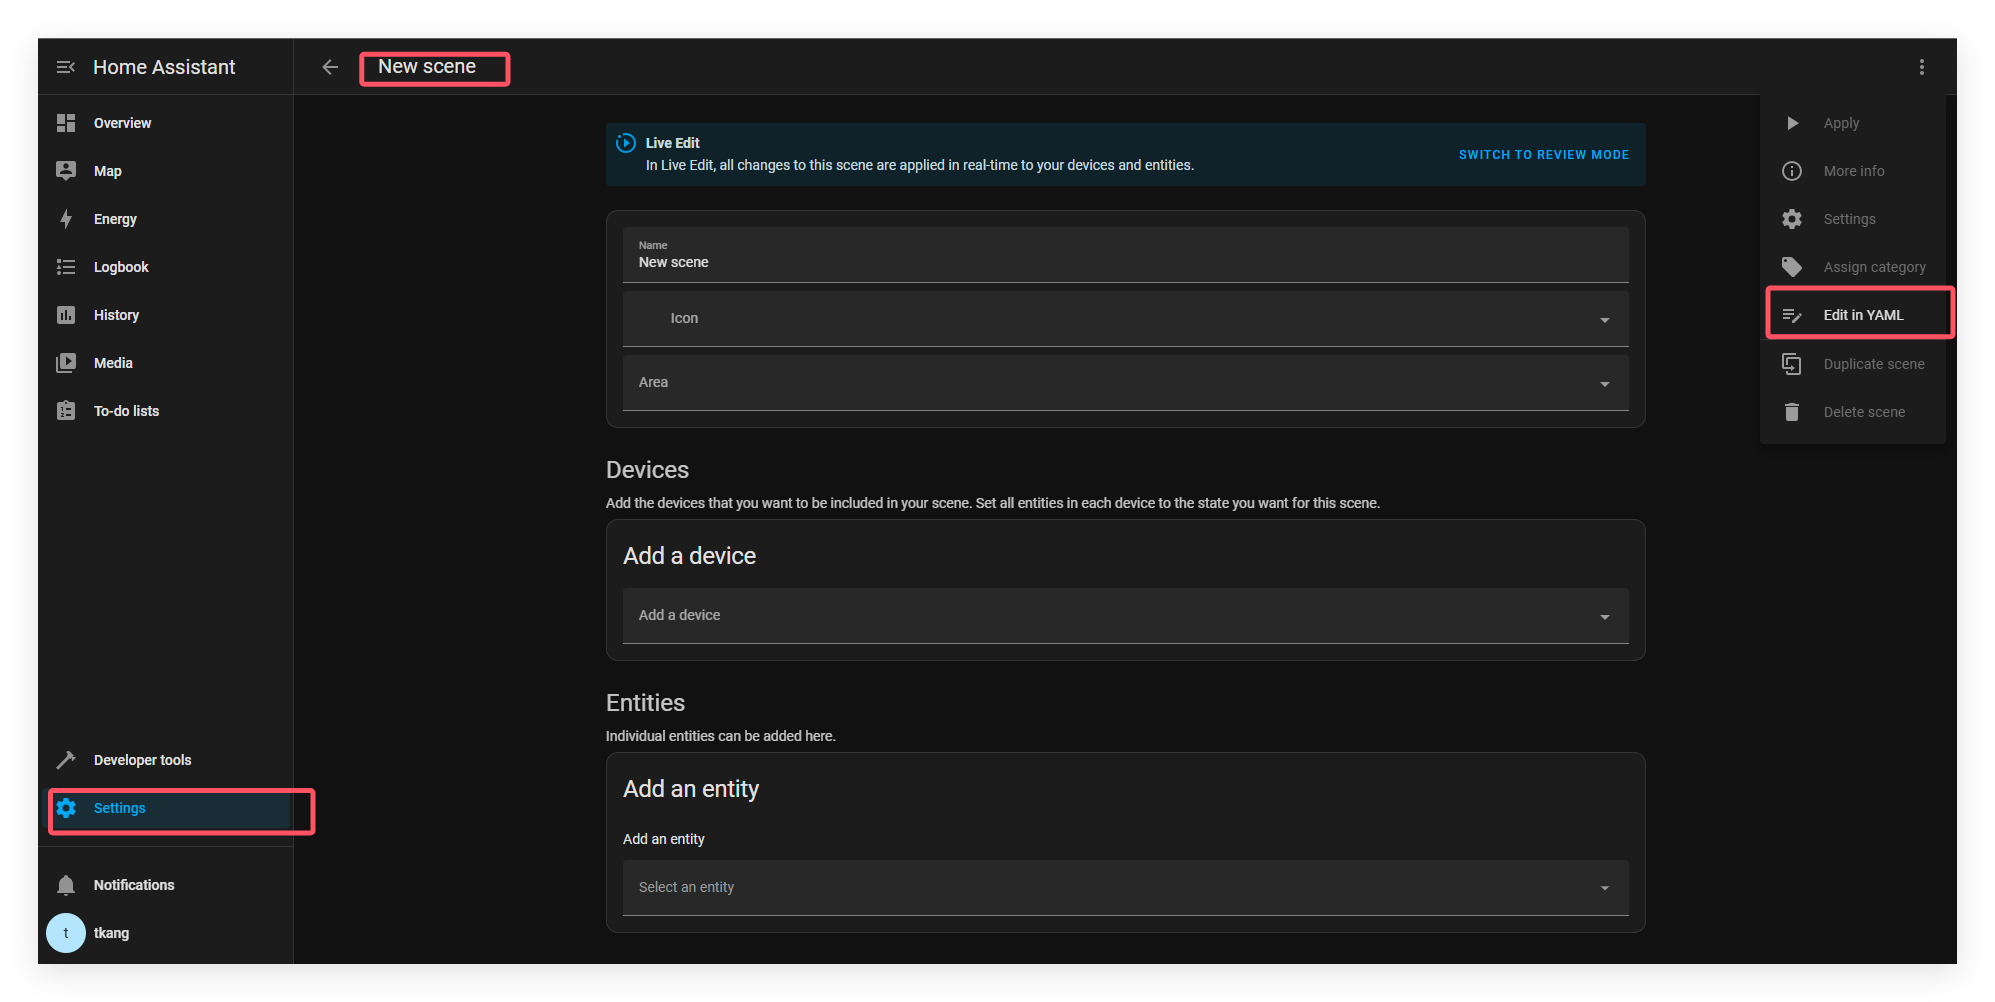 Home Assistant
Overview
Map
Energy
Logbook
History
Media
To-do lists
Developer tools
Settings
Notifications
t
tkang
New scene
Live Edit
In Live Edit, all changes to this scene are applied in real-time to your devices and entities.
SWITCH TO REVIEW MODE
Name
New scene
Icon
Area
Devices
Add the devices that you want to be included in your scene. Set all entities in each device to the state you want for this scene.
Add a device
Add a device
Entities
Individual entities can be added here.
Add an entity
Add an entity
Select an entity
Apply
More info
Settings
Assign category
Edit in YAML
Duplicate scene
Delete scene